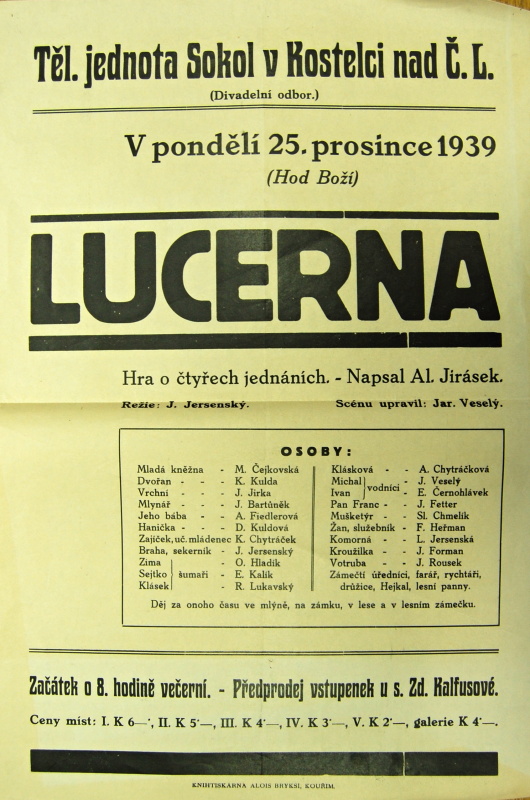 Těl. jednota Sokol v Kostelci nad Č. L.
(Divadelní odbor.)
V pondělí 25. prosince 1939
(Hod Boží)
LUCERNA
Hra o čtyřech jednáních. - Napsal Al. Jirásek.
Režie: J. Jersenský. Scénu upravil: Jar. Veselý.
OSOBY:
Mladá kněžna - M. Čejkovská
Dvořan - - - K. Kulda
Vrchní - - - J. Jirka
Mlynář - - - J. Bartůněk
Jeho bába - - A. Fiedlerová
Hanička - - - D. Kuldová
Zajíček, uč. mládenec K. Chytráček
Braha, sekerník - J. Jersenský
Zima O. Hladík
Sejtko šumaři - E. Kalík
Klásek R. Lukavský
Klásková - - A. Chytráčková
Michal J. Veselý
vodníci - -
Ivan E. Černohlávek
Pan Franc - - J. Fetter
Mušketýr - - Sl. Chmelík
Žan, služebník - F. Heřman
Komorná - - L. Jersenská
Kroužilka - - J. Forman
Votruba - - J. Rousek
Zámečtí úředníci, farář, rychtáři,
družice, Hejkal, lesní panny.
Děj za onoho času ve mlýně, na zámku, v lese a v lesním zámečku.
Začátek o 8. hodině večerní. - Předprodej vstupenek u s. Zd. Kalfusové.
Ceny míst: I. K 6·—, II. K 5·—, III. K 4·—, IV. K 3·—, V. K 2·—, galerie K 4·—.
KNIHTISKÁRNA ALOIS BRYKSI, KOUŘIM.